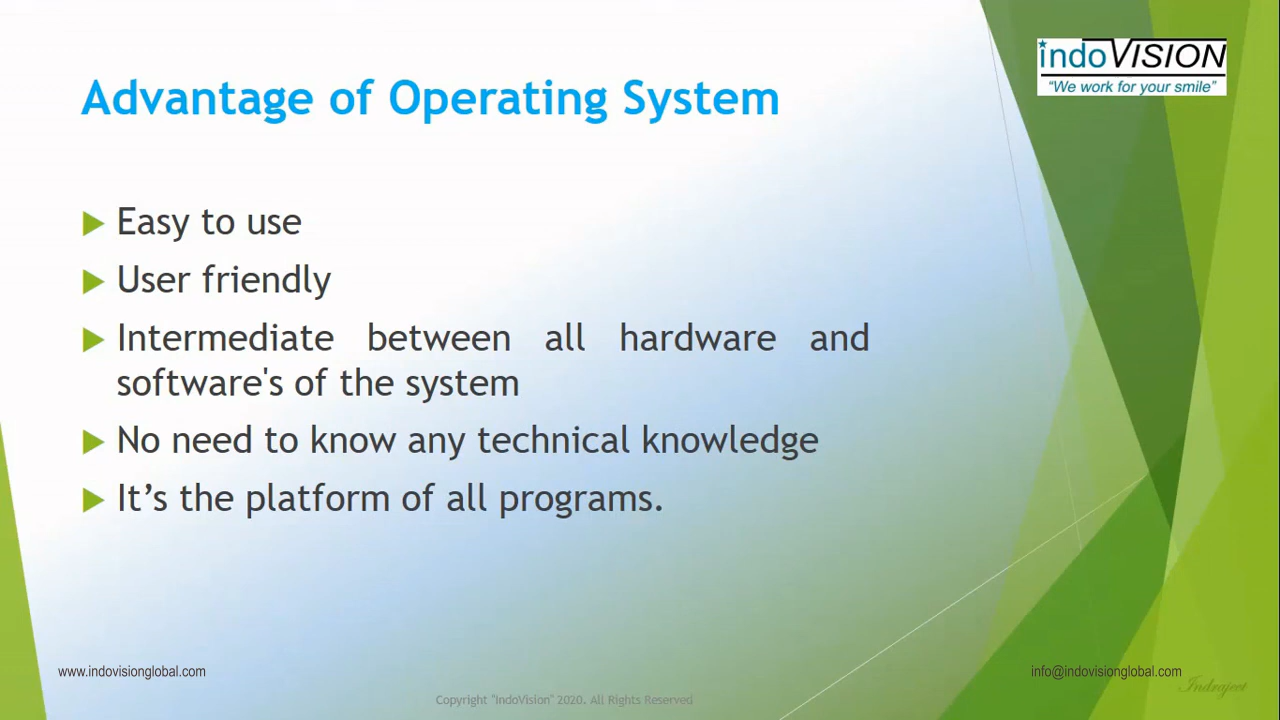 indoVISION
"We work for your smile"
Advantage of Operating System
Easy to use
User friendly
Intermediate between all hardware and
software's of the system
No need to know any technical knowledge
It’s the platform of all programs.
www.indovisionglobal.com
info@indovisionglobal.com
Indrajeet
Copyright "IndoVision" 2020. All Rights Reserved